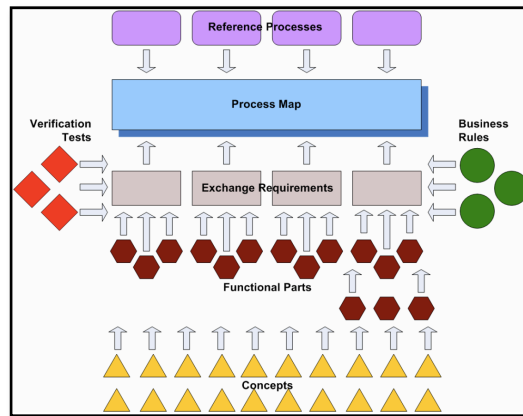 Reference Processes
Process Map
Verification
Tests
Business
Rules
Exchange Requirements
Functional Parts
Concepts